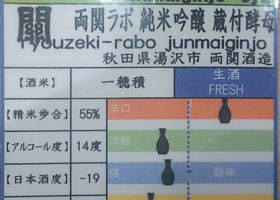 關
両関ラボ 純米吟醸 蔵付酵母
ryouzeki-rabo junmaiginjo
秋田県湯沢市 両関酒造
【酒米】 一穂積 生酒 FRESH
【精米歩合】 55% 辛口
【アルコール度】 14度 淡麗
【日本酒度】 -19 強 酸味